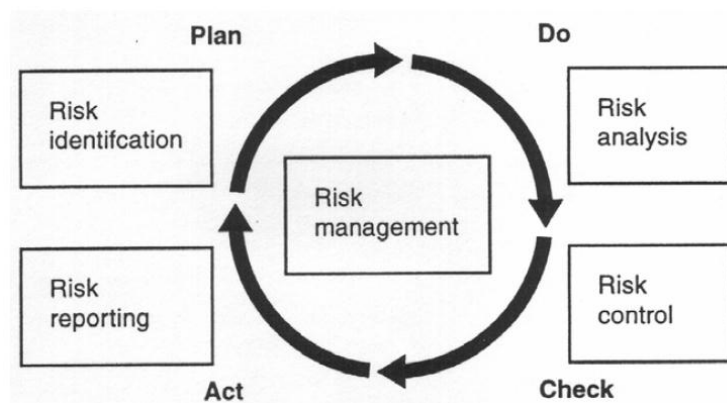 Plan
Do
Risk
identifcation
Risk
analysis
Risk
management
Risk
reporting
Risk
control
Act
Check